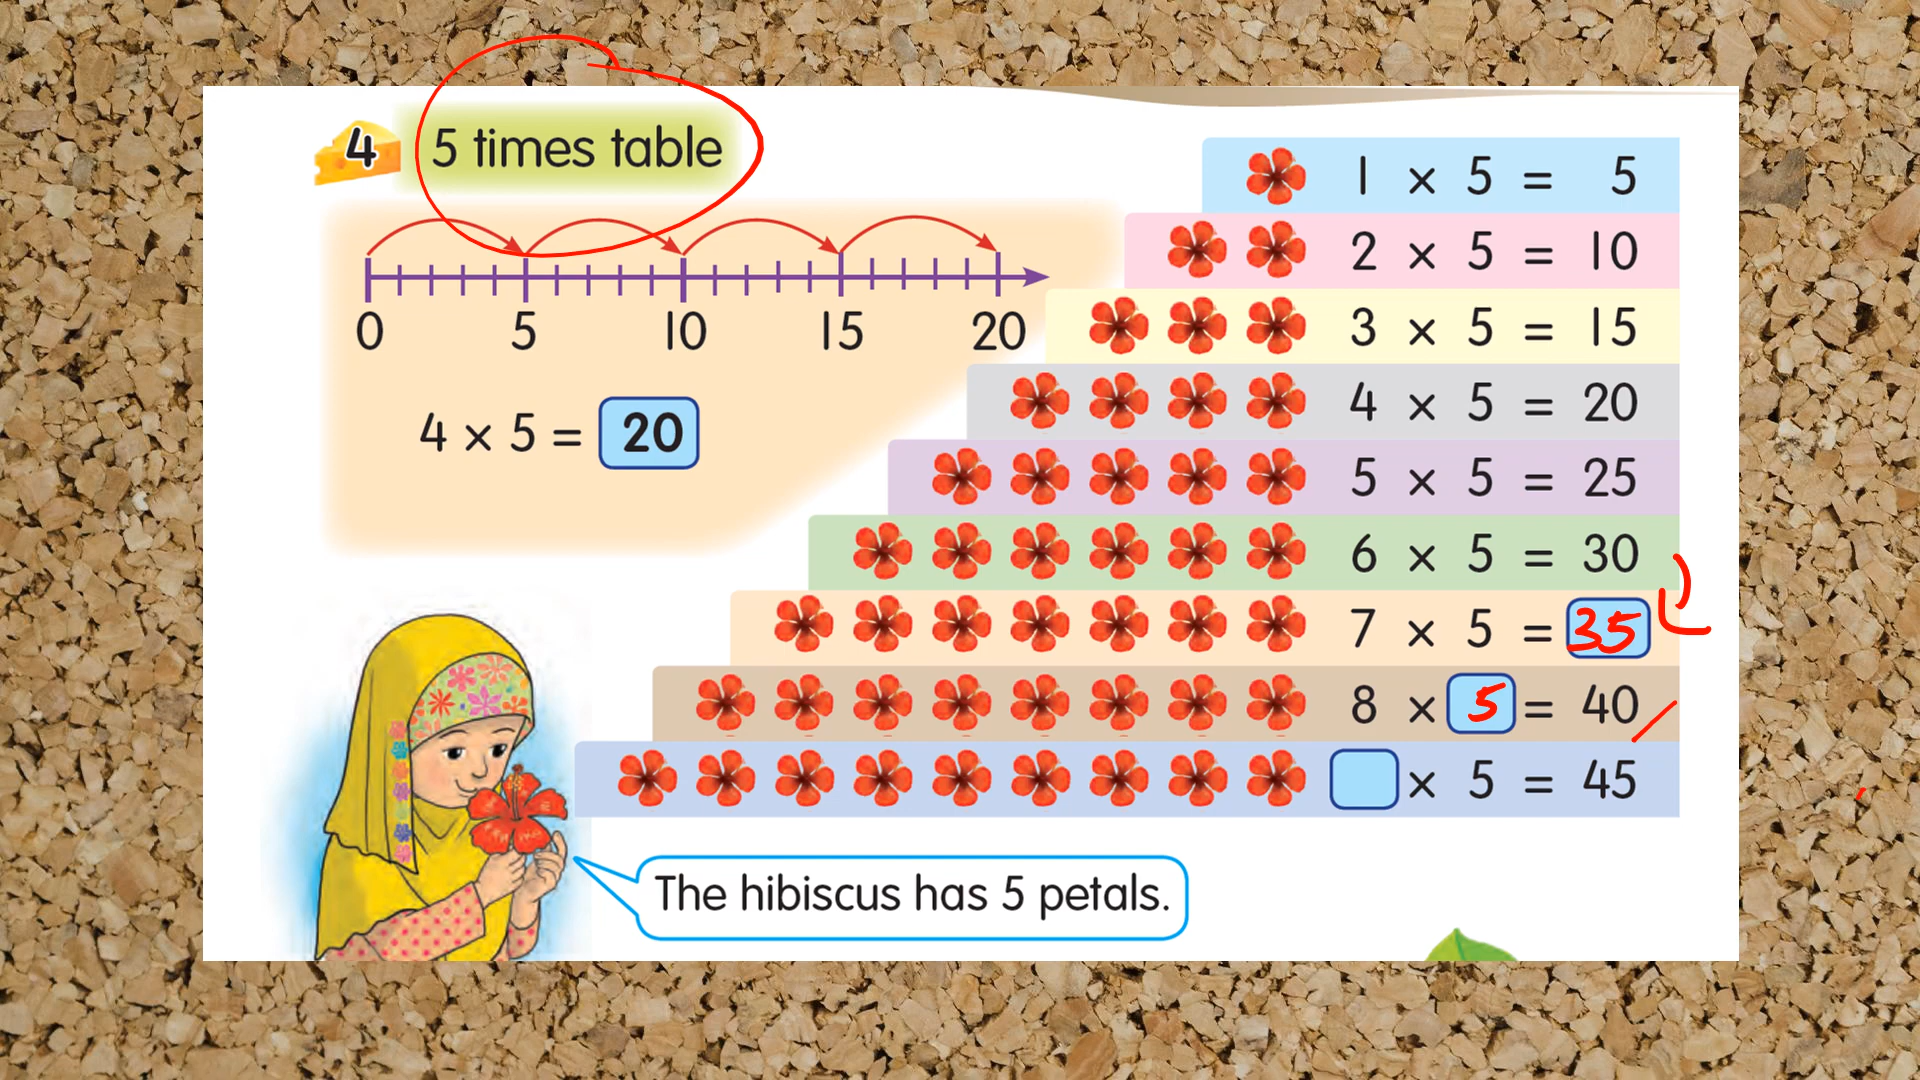 4 5 times table
0 5 10 15 20
4 × 5 = 20
1 × 5 = 5
2 × 5 = 10
3 × 5 = 15
4 × 5 = 20
5 × 5 = 25
6 × 5 = 30
7 × 5 = 35
8 × 5 = 40
× 5 = 45
The hibiscus has 5 petals.